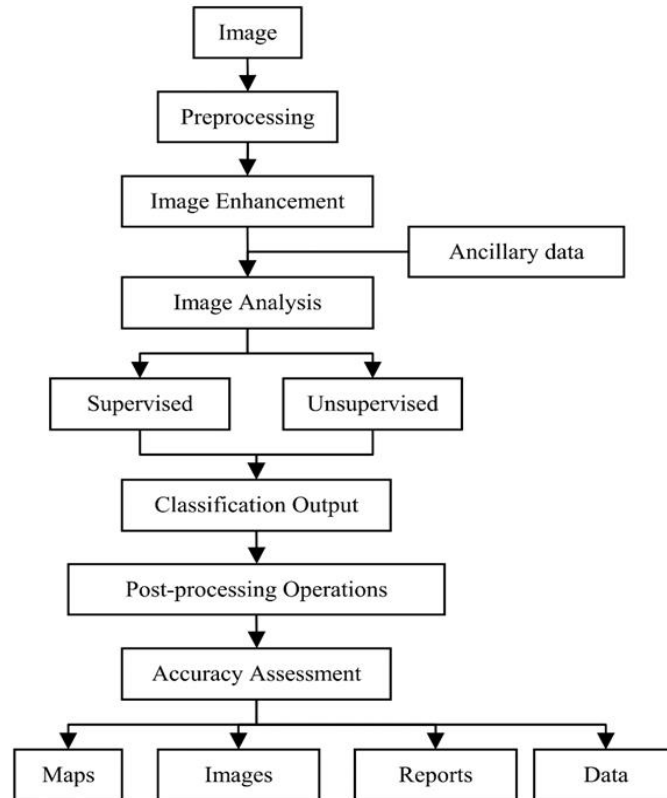 Image
Preprocessing
Image Enhancement
Ancillary data
Image Analysis
Supervised
Unsupervised
Classification Output
Post-processing Operations
Accuracy Assessment
Maps
Images
Reports
Data